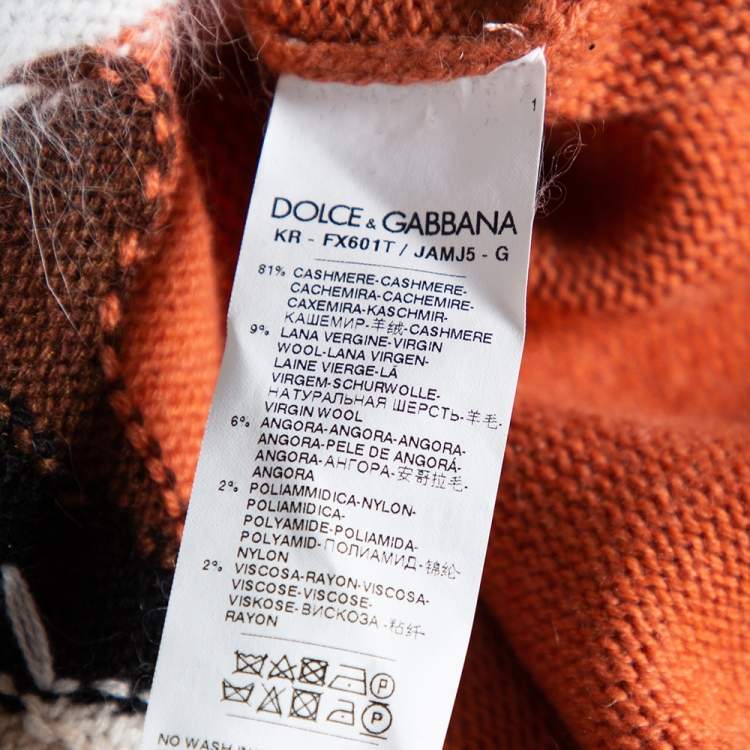 1
DOLCE & GABBANA
KR - FX601T / JAMJ5 - G
81% CASHMERE-CASHMERE-
CACHEMIRA-CACHEMIRE-
CAXEMIRA-KASCHMIR-
КАШЕМИР-羊绒-CASHMERE
9% LANA VERGINE-VIRGIN
WOOL-LANA VIRGEN-
LAINE VIERGE-LÃ
VIRGEM-SCHURWOLLE-
НАТУРАЛЬНАЯ ШЕРСТЬ-羊毛-
VIRGIN WOOL
6% ANGORA-ANGORA-ANGORA-
ANGORA-PELE DE ANGORÁ-
ANGORA-АНГОРА-安哥拉毛-
ANGORA
2% POLIAMMIDICA-NYLON-
POLIAMIDICA-
POLYAMIDE-POLIAMIDA-
POLYAMID-ПОЛИАМИД-锦纶-
NYLON
2% VISCOSA-RAYON-VISCOSA-
VISCOSE-VISCOSE-
VISKOSE-ВИСКОЗА-粘纤-
RAYON
P
P
NO WASH IN